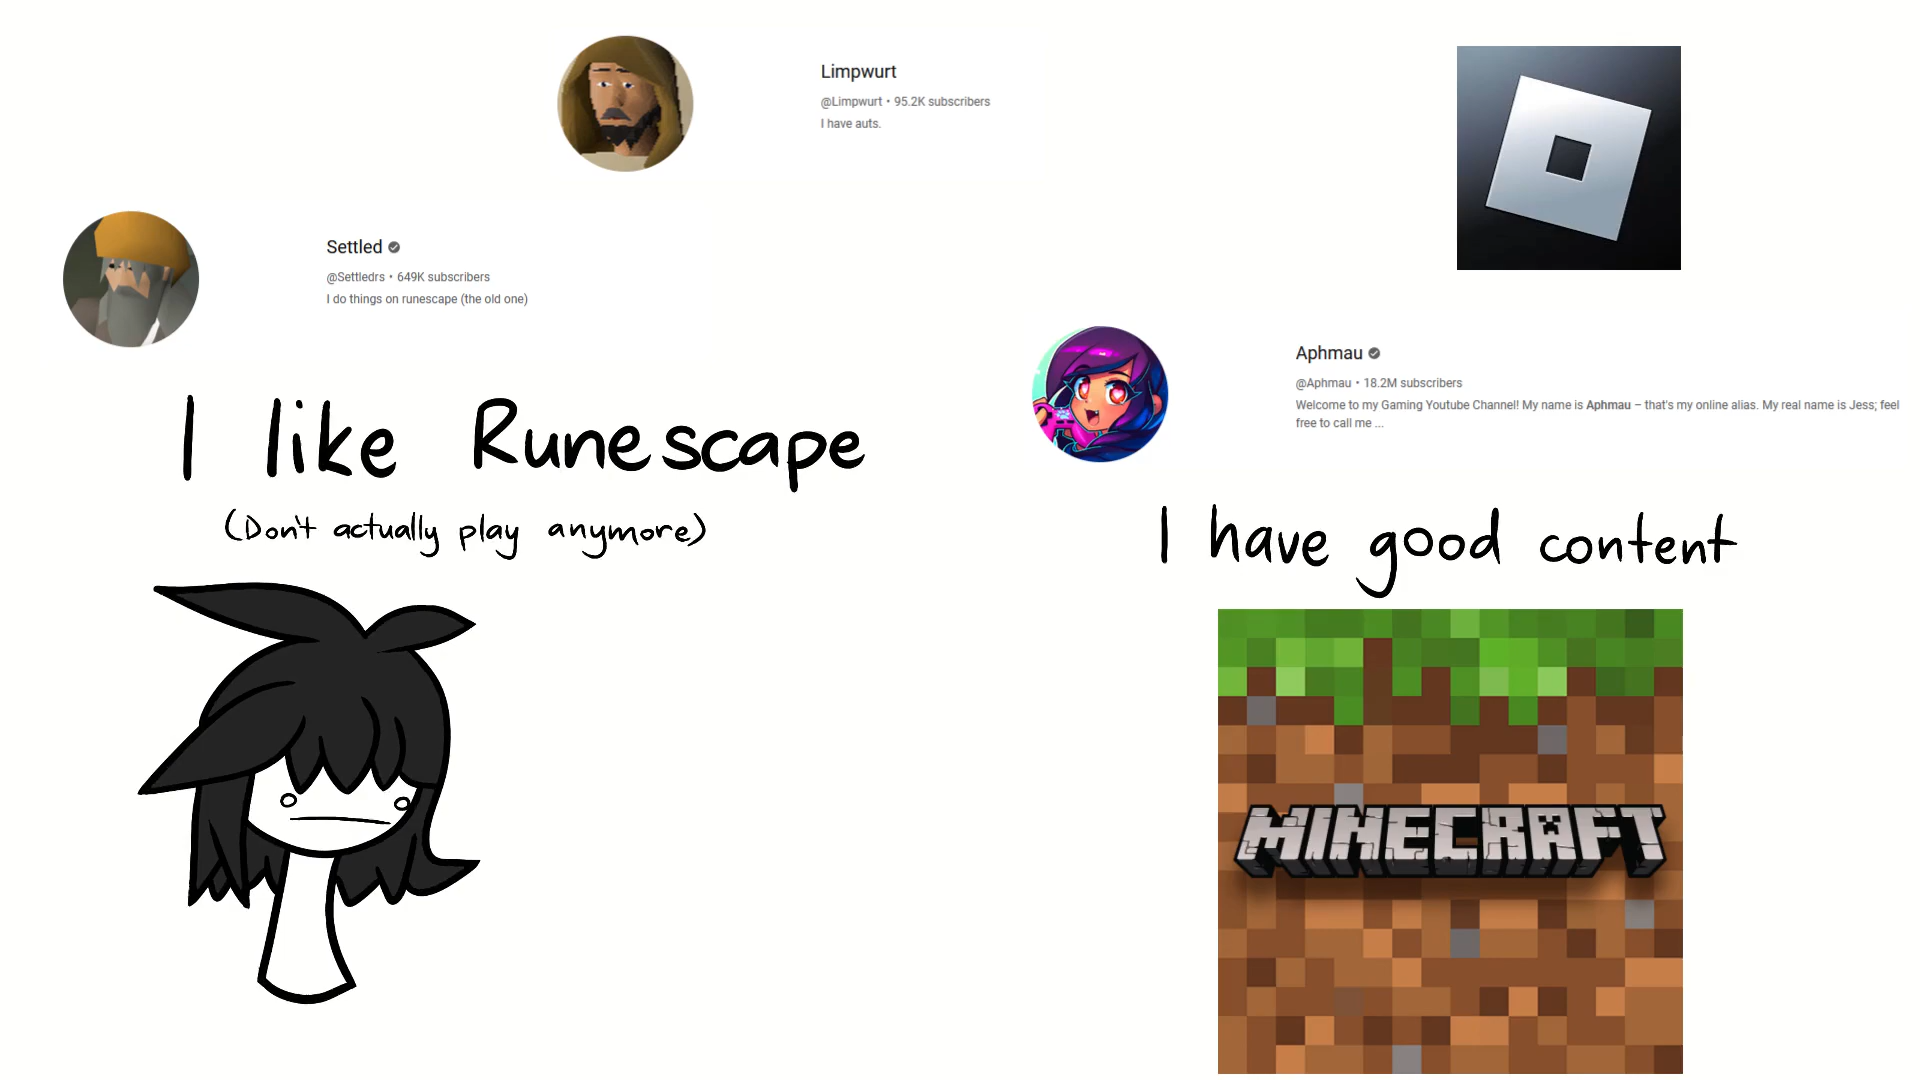 Limpwurt
@Limpwurt • 95.2K subscribers
I have auts.
Settled
@Settledrs • 649K subscribers
I do things on runescape (the old one)
I like Runescape
(Don't actually play anymore)
Aphmau
@Aphmau • 18.2M subscribers
Welcome to my Gaming Youtube Channel! My name is Aphmau – that's my online alias. My real name is Jess; feel
free to call me ...
I have good content
MINECRAFT